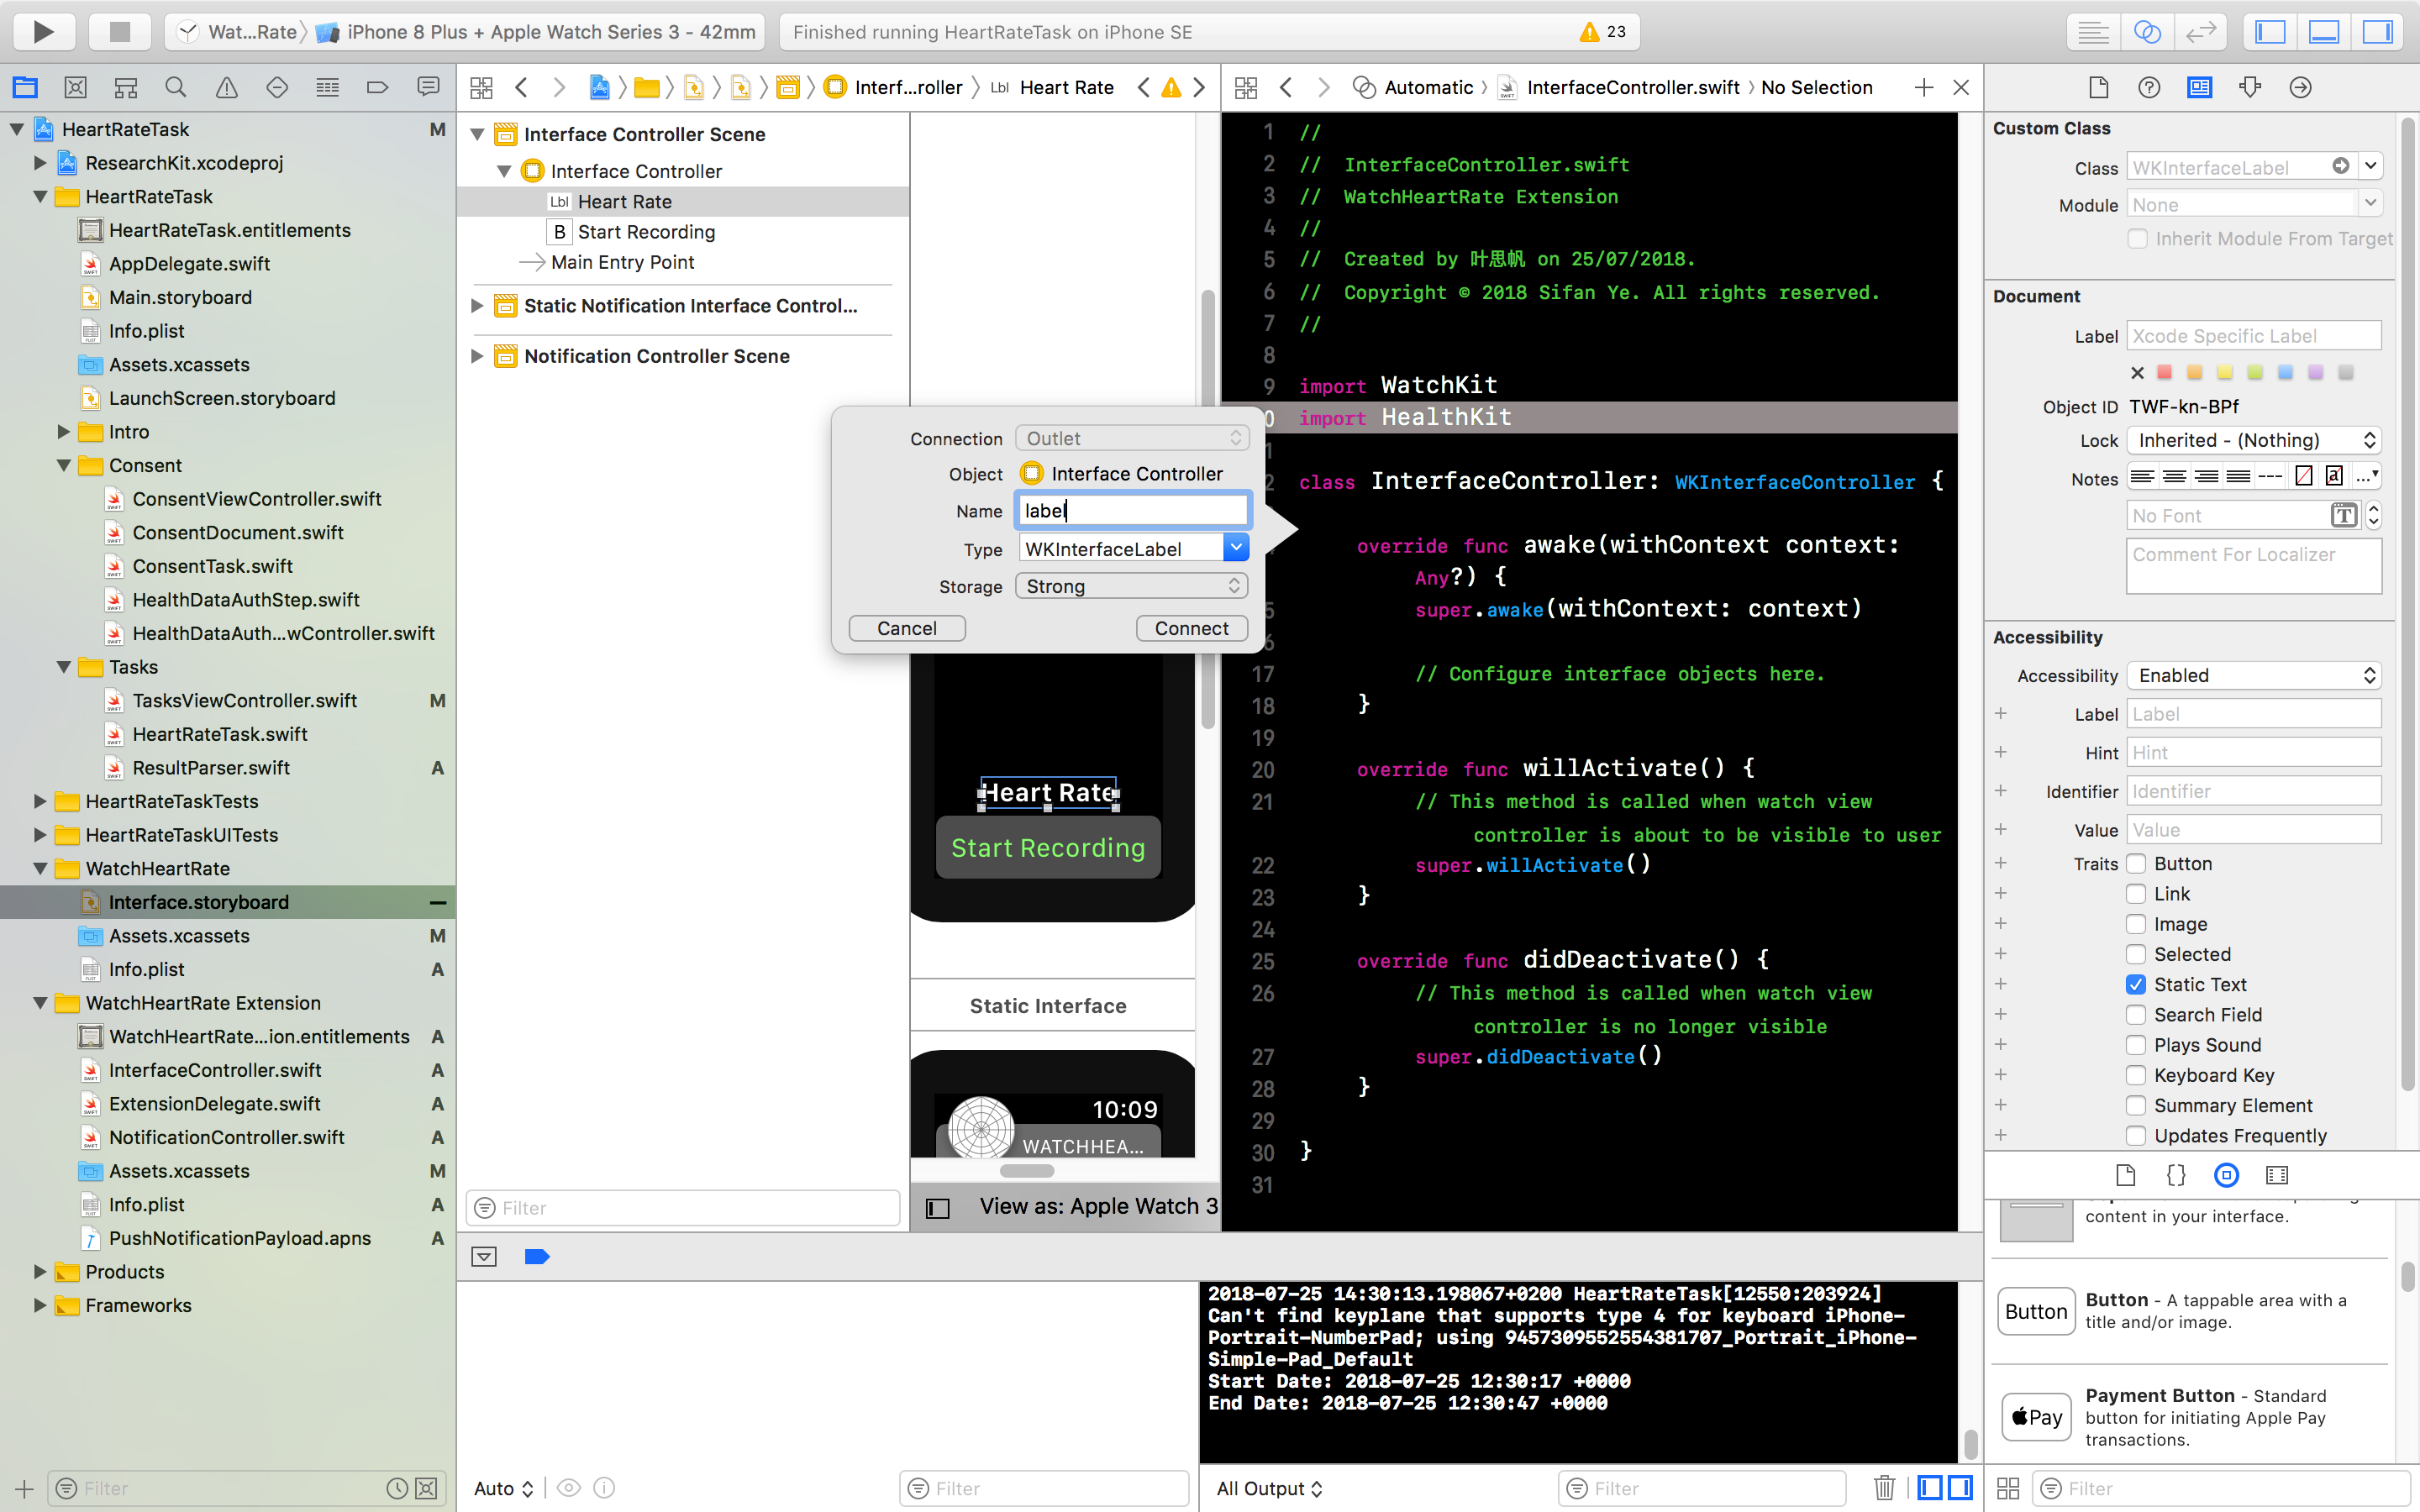 Wat...Rate
iPhone 8 Plus + Apple Watch Series 3 - 42mm
Finished running HeartRateTask on iPhone SE
23
HeartRateTask M
ResearchKit.xcodeproj
HeartRateTask
HeartRateTask.entitlements
AppDelegate.swift
Main.storyboard
Info.plist
Assets.xcassets
LaunchScreen.storyboard
Intro
Consent
ConsentViewController.swift
ConsentDocument.swift
ConsentTask.swift
HealthDataAuthStep.swift
HealthDataAuth...wController.swift
Tasks
TasksViewController.swift M
HeartRateTask.swift
ResultParser.swift A
HeartRateTaskTests
HeartRateTaskUITests
WatchHeartRate
Interface.storyboard
Assets.xcassets M
Info.plist A
WatchHeartRate Extension
WatchHeartRate...ion.entitlements A
InterfaceController.swift A
ExtensionDelegate.swift A
NotificationController.swift A
Assets.xcassets M
Info.plist A
PushNotificationPayload.apns A
Products
Frameworks
Filter
Interf...roller Lbl Heart Rate
Interface Controller Scene
Interface Controller
Lbl Heart Rate
B Start Recording
Main Entry Point
Static Notification Interface Control...
Notification Controller Scene
Filter
Connection Outlet
Object Interface Controller
Name label
Type WKInterfaceLabel
Storage Strong
Cancel Connect
Heart Rate
Start Recording
Static Interface
10:09
WATCHHEA...
View as: Apple Watch 3
Automatic InterfaceController.swift No Selection
1 //
2 // InterfaceController.swift
3 // WatchHeartRate Extension
4 //
5 // Created by 叶思帆 on 25/07/2018.
6 // Copyright © 2018 Sifan Ye. All rights reserved.
7 //
8
9 import WatchKit
0 import HealthKit
1
2 class InterfaceController: WKInterfaceController {
override func awake(withContext context:
Any?) {
5 super.awake(withContext: context)
6
17 // Configure interface objects here.
18 }
19
20 override func willActivate() {
21 // This method is called when watch view
controller is about to be visible to user
22 super.willActivate()
23 }
24
25 override func didDeactivate() {
26 // This method is called when watch view
controller is no longer visible
27 super.didDeactivate()
28 }
29
30 }
31
2018-07-25 14:30:13.198067+0200 HeartRateTask[12550:203924]
Can't find keyplane that supports type 4 for keyboard iPhone-
Portrait-NumberPad; using 9457309552554381707_Portrait_iPhone-
Simple-Pad_Default
Start Date: 2018-07-25 12:30:17 +0000
End Date: 2018-07-25 12:30:47 +0000
Auto
Filter
All Output
Filter
Custom Class
Class WKInterfaceLabel
Module None
Inherit Module From Target
Document
Label Xcode Specific Label
Object ID TWF-kn-BPf
Lock Inherited - (Nothing)
Notes
No Font
Comment For Localizer
Accessibility
Accessibility Enabled
Label Label
Hint Hint
Identifier Identifier
Value Value
Traits Button
Link
Image
Selected
Static Text
Search Field
Plays Sound
Keyboard Key
Summary Element
Updates Frequently
content in your interface.
Button
Button - A tappable area with a
title and/or image.
Pay
Payment Button - Standard
button for initiating Apple Pay
transactions.
Filter